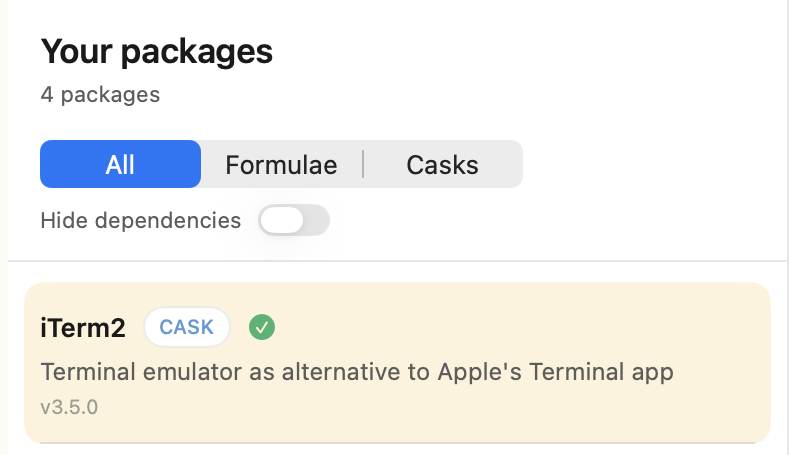 Your packages
4 packages
All Formulae Casks
Hide dependencies
iTerm2 CASK
Terminal emulator as alternative to Apple's Terminal app
v3.5.0